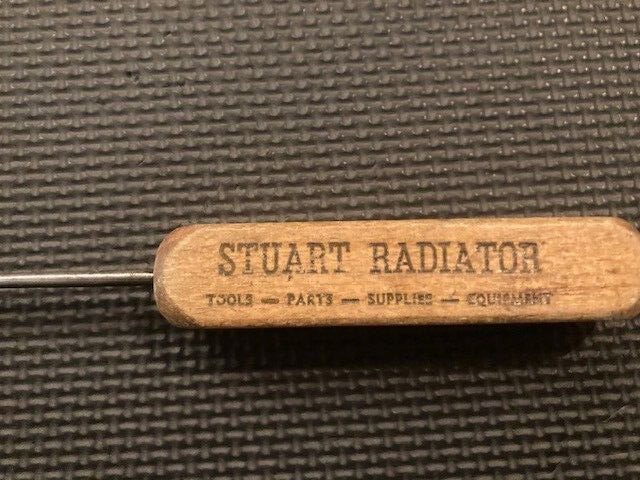 STUART RADIATOR
TOOLS — PARTS — SUPPLIES — EQUIPMENT